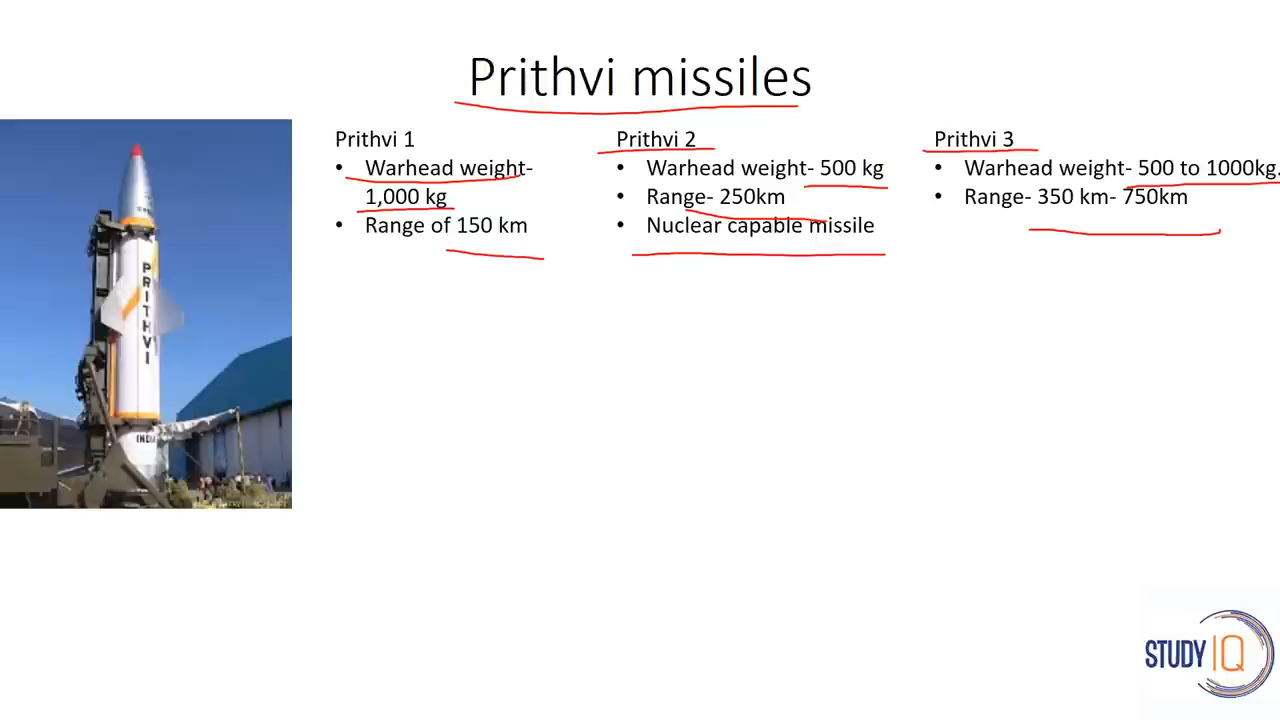 Prithvi missiles
Prithvi 1
• Warhead weight-
1,000 kg
• Range of 150 km
Prithvi 2
• Warhead weight- 500 kg
• Range- 250km
• Nuclear capable missile
Prithvi 3
• Warhead weight- 500 to 1000kg.
• Range- 350 km- 750km
PRITHVI
INDIA
STUDY IQ